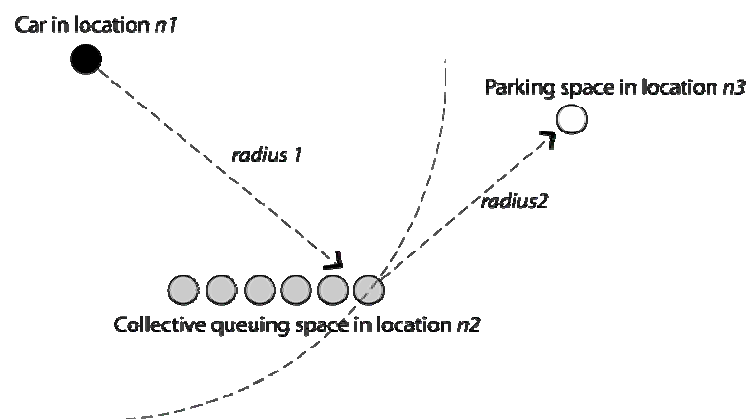 Car in location n1
Parking space in location n3
radius 1
radius2
Collective queuing space in location n2